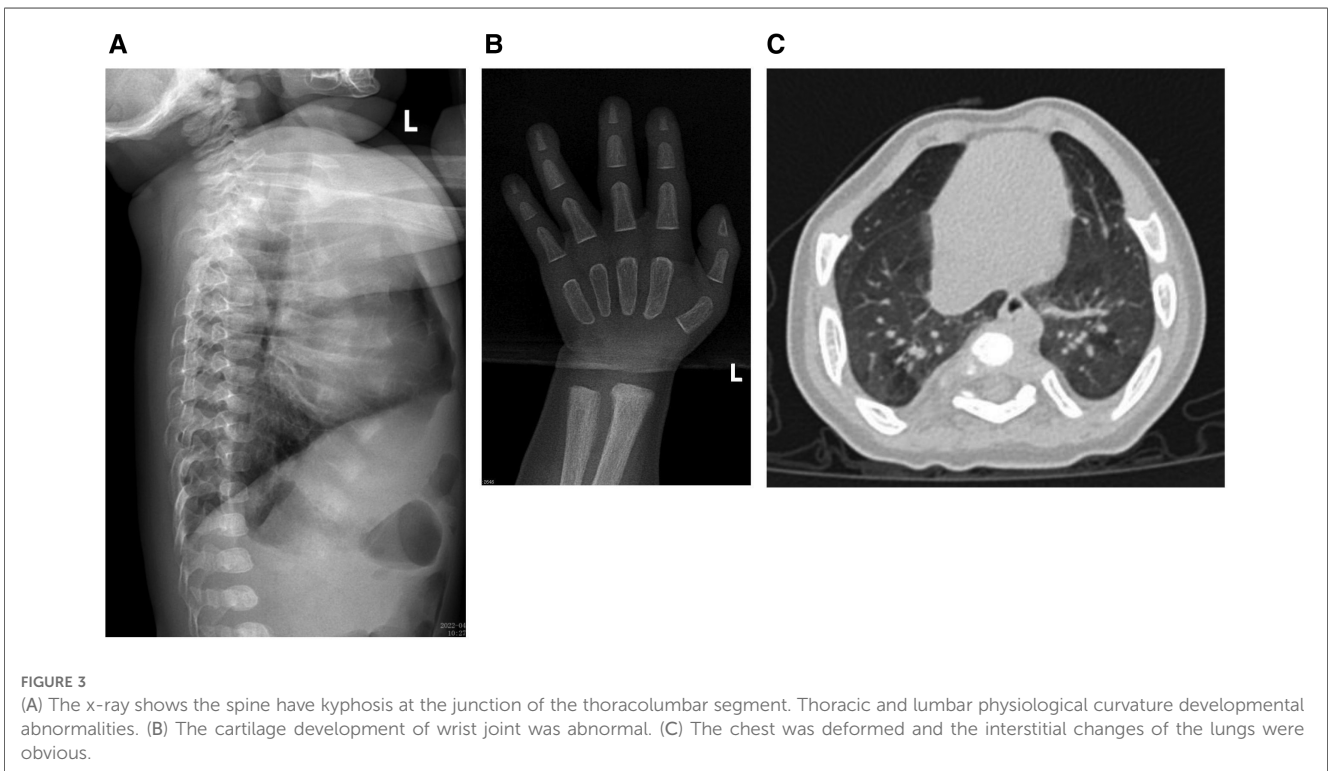 A
B
C
L
L
2022-04
10:27
FIGURE 3
(A) The x-ray shows the spine have kyphosis at the junction of the thoracolumbar segment. Thoracic and lumbar physiological curvature developmental
abnormalities. (B) The cartilage development of wrist joint was abnormal. (C) The chest was deformed and the interstitial changes of the lungs were
obvious.